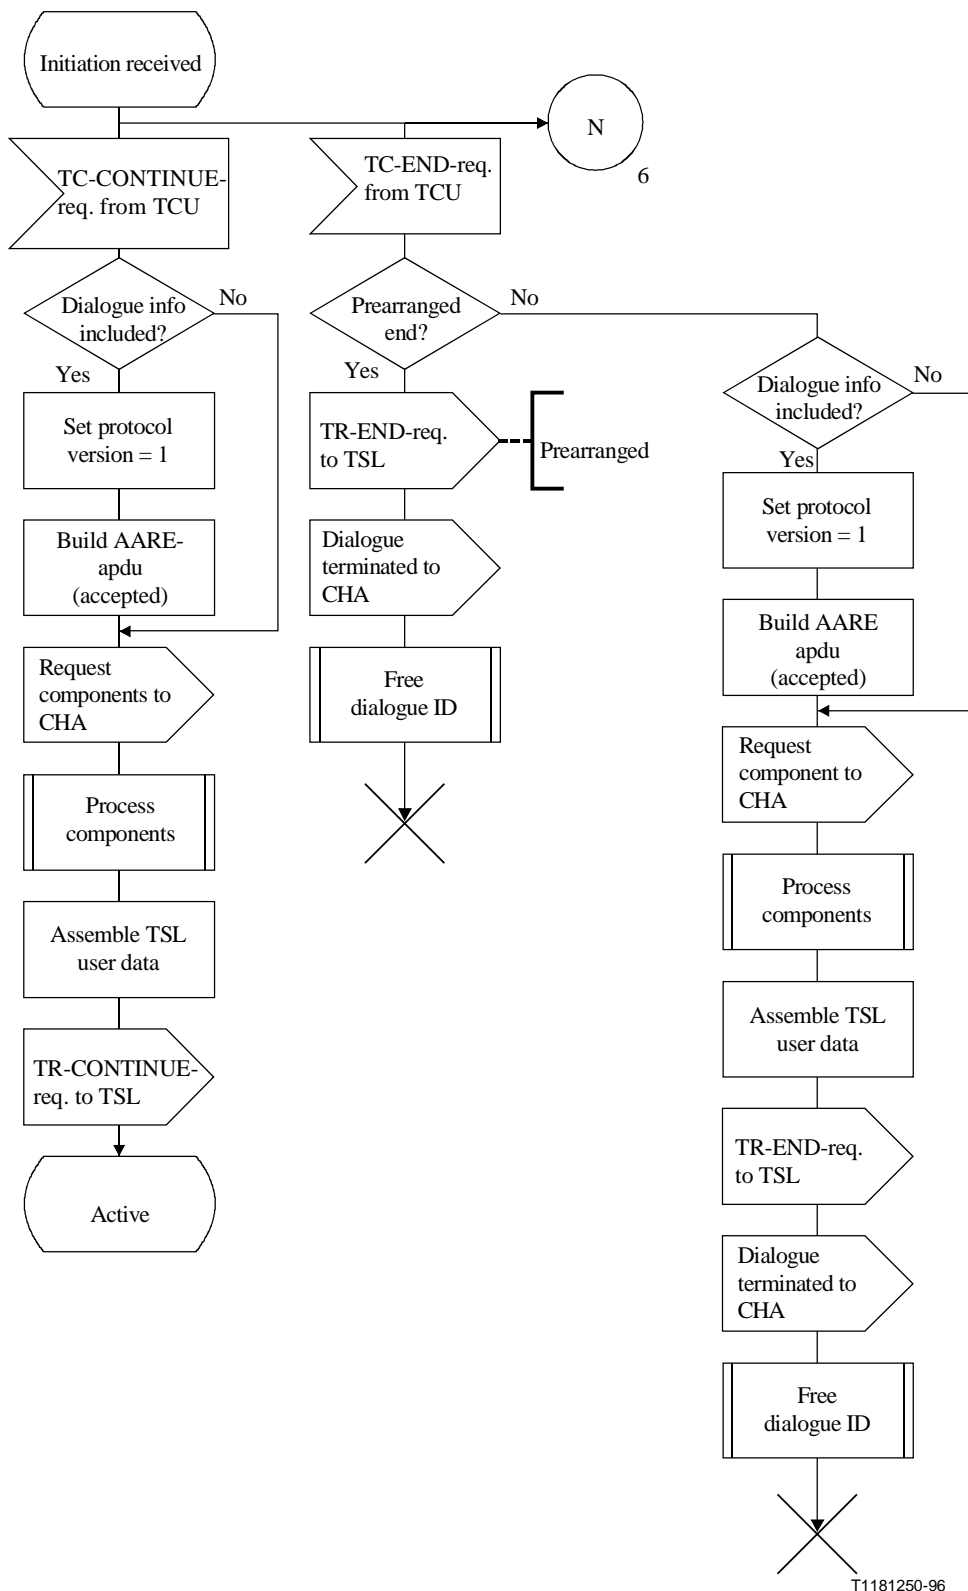 Initiation received
N
6
TC-CONTINUE-
req. from TCU
Dialogue info
included?
No
Yes
Set protocol
version = 1
Build AARE-
apdu
(accepted)
Request
components to
CHA
Process
components
Assemble TSL
user data
TR-CONTINUE-
req. to TSL
Active
TC-END-req.
from TCU
Prearranged
end?
No
Yes
TR-END-req.
to TSL
Prearranged
Dialogue
terminated to
CHA
Free
dialogue ID
Dialogue info
included?
No
Yes
Set protocol
version = 1
Build AARE
apdu
(accepted)
Request
component to
CHA
Process
components
Assemble TSL
user data
TR-END-req.
to TSL
Dialogue
terminated to
CHA
Free
dialogue ID
T1181250-96